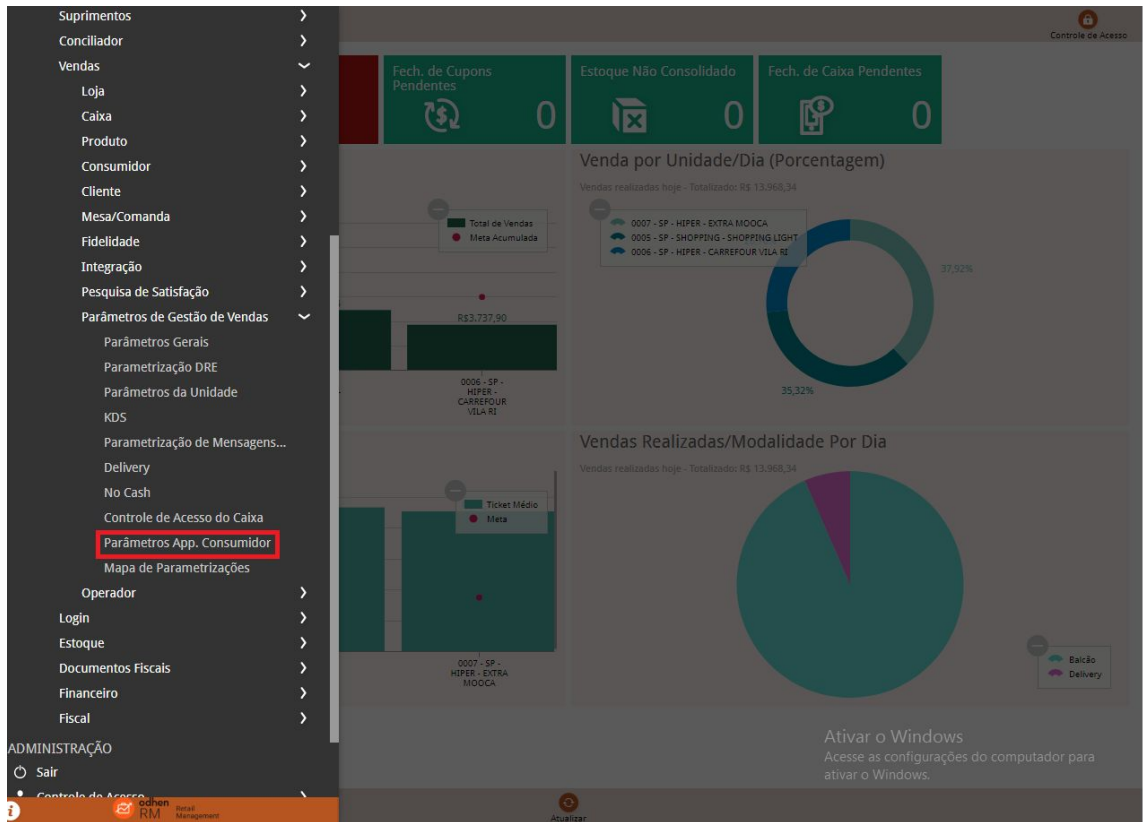 Suprimentos
Conciliador
Vendas
Loja
Caixa
Produto
Consumidor
Cliente
Mesa/Comanda
Fidelidade
Integração
Pesquisa de Satisfação
Parâmetros de Gestão de Vendas
Parâmetros Gerais
Parametrização DRE
Parâmetros da Unidade
KDS
Parametrização de Mensagens...
Delivery
No Cash
Controle de Acesso do Caixa
Parâmetros App. Consumidor
Mapa de Parametrizações
Operador
Login
Estoque
Documentos Fiscais
Financeiro
Fiscal
ADMINISTRAÇÃO
Sair
Controle de Acesso
odhen
RM
Retail
Management
Controle de Acesso
Fech. de Cupons
Pendentes
0
Estoque Não Consolidado
0
Fech. de Caixa Pendentes
0
Total de Vendas
Meta Acumulada
R$3.737,90
0006 - SP -
HIPER -
CARREFOUR
VILA RI
Venda por Unidade/Dia (Porcentagem)
Vendas realizadas hoje - Totalizado: R$ 13.968,34
0007 - SP - HIPER - EXTRA MOOCA
0005 - SP - SHOPPING - SHOPPING LIGHT
0006 - SP - HIPER - CARREFOUR VILA RI
37,92%
35,32%
Ticket Médio
Meta
0007 - SP -
HIPER - EXTRA
MOOCA
Vendas Realizadas/Modalidade Por Dia
Vendas realizadas hoje - Totalizado: R$ 13.968,34
Balcão
Delivery
Ativar o Windows
Acesse as configurações do computador para
ativar o Windows.
Atualizar